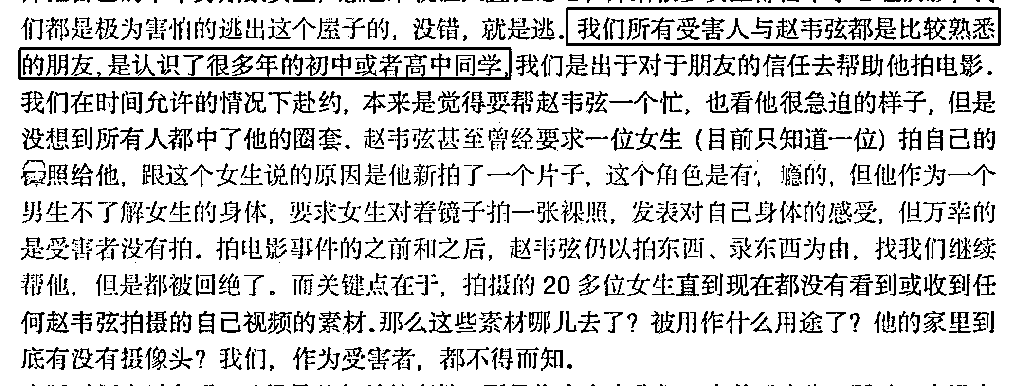 们都是极为害怕的逃出这个屋子的，没错，就是逃．我们所有受害人与赵韦弦都是比较熟悉
的朋友，是认识了很多年的初中或者高中同学，我们是出于对于朋友的信任去帮助他拍电影．
我们在时间允许的情况下赴约，本来是觉得要帮赵韦弦一个忙，也看他很急迫的样子，但是
没想到所有人都中了他的圈套．赵韦弦甚至曾经要求一位女生（目前只知道一位）拍自己的
照给他，跟这个女生说的原因是他新拍了一个片子，这个角色是有 瘾的，但他作为一个
男生不了解女生的身体，要求女生对着镜子拍一张裸照，发表对自己身体的感受，但万幸的
是受害者没有拍．拍电影事件的之前和之后，赵韦弦仍以拍东西、录东西为由，找我们继续
帮他，但是都被回绝了．而关键点在于，拍摄的 20 多位女生直到现在都没有看到或收到任
何赵韦弦拍摄的自己视频的素材．那么这些素材哪儿去了？被用作什么用途了？他的家里到
底有没有摄像头？我们，作为受害者，都不得而知．